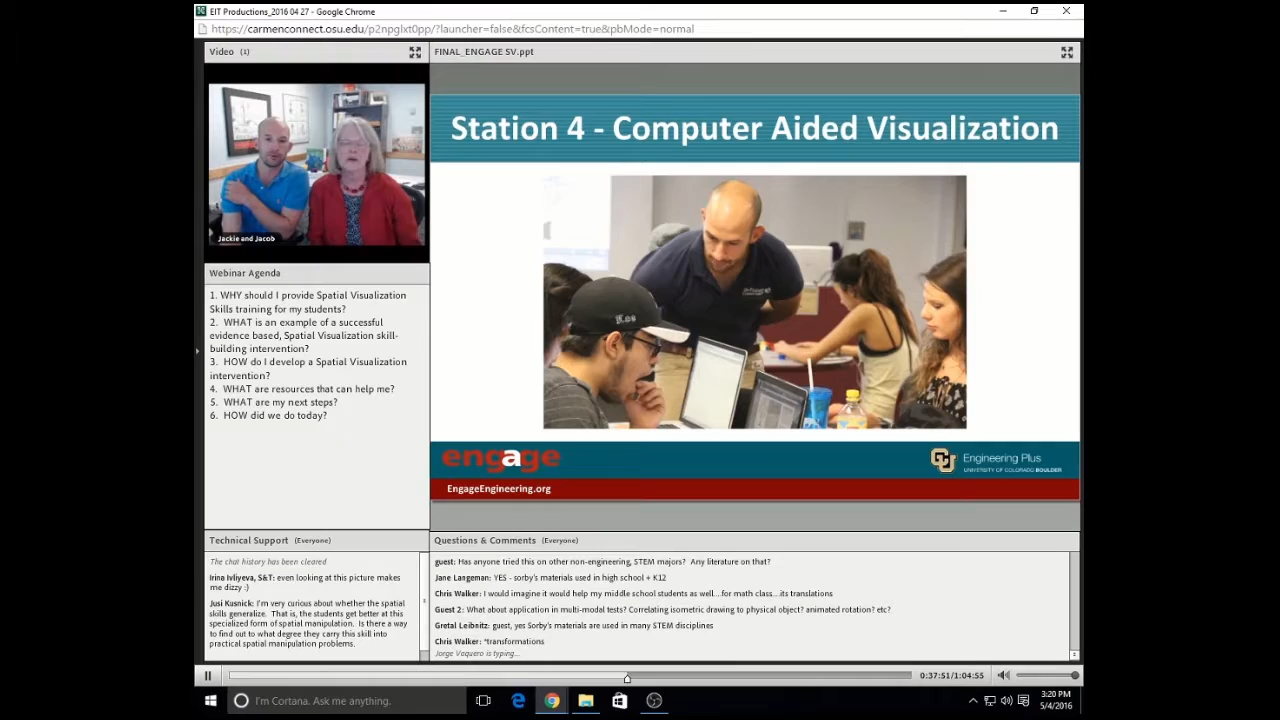 EIT Productions_2016 04 27 - Google Chrome
https://carmenconnect.osu.edu/p2npglxt0pp/?launcher=false&fcsContent=true&pbMode=normal
Video (1)
FINAL_ENGAGE SV.ppt
Station 4 - Computer Aided Visualization
Jackie and Jacob
Webinar Agenda
1. WHY should I provide Spatial Visualization
Skills training for my students?
2. WHAT is an example of a successful
evidence based, Spatial Visualization skill-
building intervention?
3. HOW do I develop a Spatial Visualization
intervention?
4. WHAT are resources that can help me?
5. WHAT are my next steps?
6. HOW did we do today?
engage
CU Engineering Plus
UNIVERSITY OF COLORADO BOULDER
EngageEngineering.org
Technical Support (Everyone)
The chat history has been cleared
Irina Ivliyeva, S&T: even looking at this picture makes
me dizzy :)
Jusi Kusnick: I'm very curious about whether the spatial
skills generalize. That is, the students get better at this
specialized form of spatial manipulation. Is there a way
to find out to what degree they carry this skill into
practical spatial manipulation problems.
Questions & Comments (Everyone)
guest: Has anyone tried this on other non-engineering, STEM majors? Any literature on that?
Jane Langeman: YES - sorby's materials used in high school + K12
Chris Walker: I would imagine it would help my middle school students as well....for math class....its translations
Guest 2: What about application in multi-modal tests? Correlating isometric drawing to physical object? animated rotation? etc?
Gretal Leibnitz: guest, yes Sorby's materials are used in many STEM disciplines
Chris Walker: *transformations
Jorge Vaquero is typing...
0:37:51/1:04:55
I'm Cortana. Ask me anything.
3:20 PM
5/4/2016